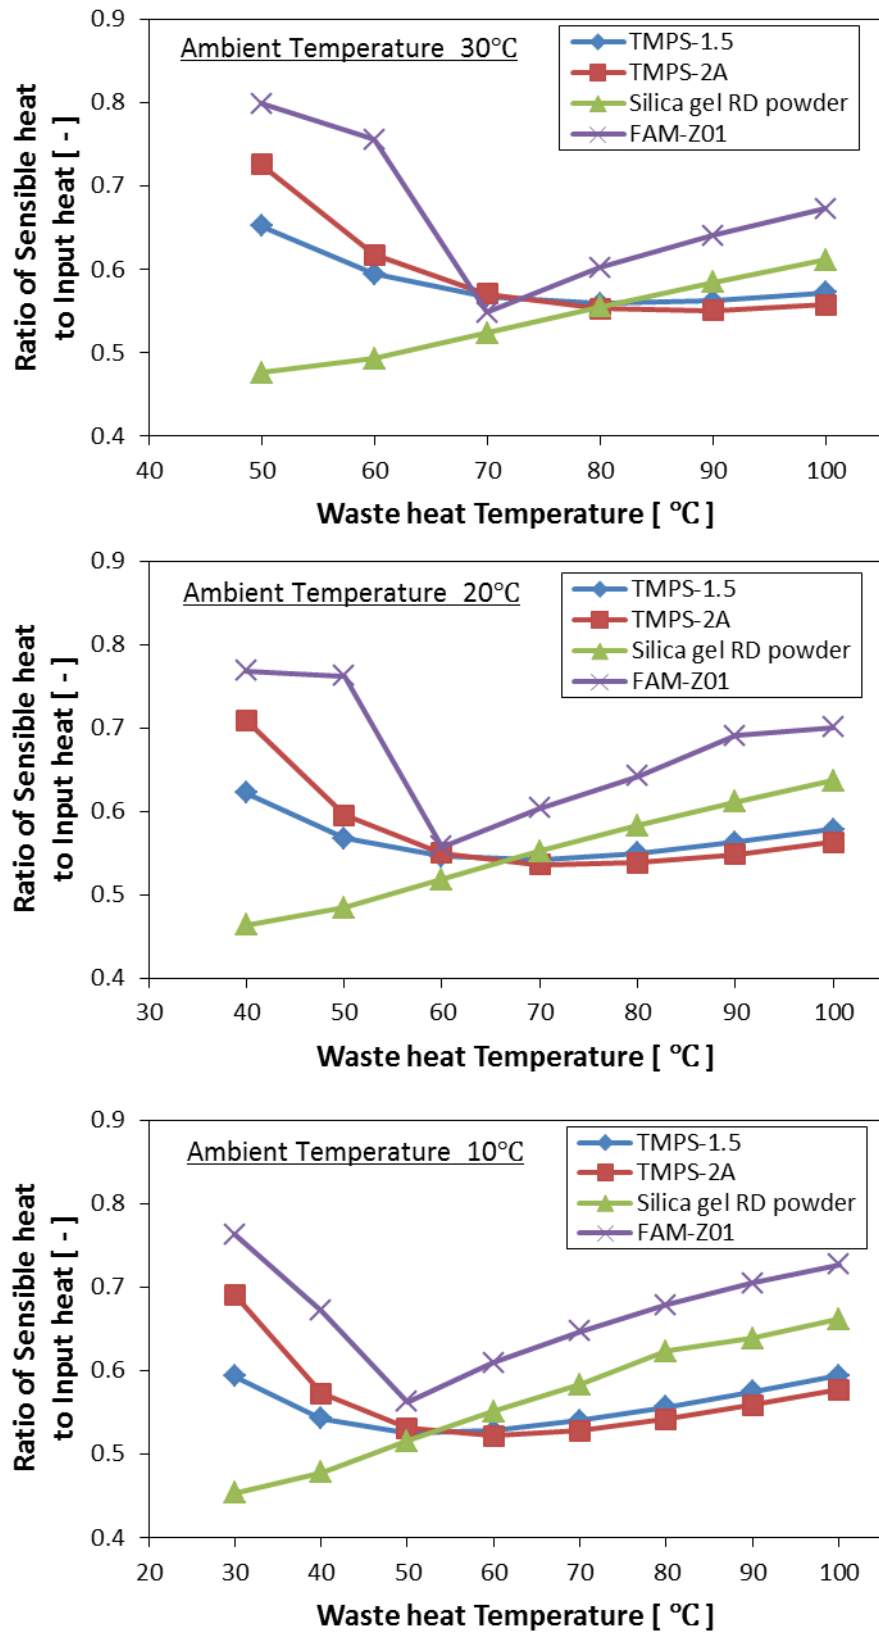 0.9
Ambient Temperature 30℃
TMPS-1.5
TMPS-2A
Silica gel RD powder
FAM-Z01
0.8
0.7
0.6
0.5
0.4
Ratio of Sensible heat
to Input heat [ - ]
40 50 60 70 80 90 100
Waste heat Temperature [ ℃ ]
0.9
Ambient Temperature 20℃
TMPS-1.5
TMPS-2A
Silica gel RD powder
FAM-Z01
0.8
0.7
0.6
0.5
0.4
Ratio of Sensible heat
to Input heat [ - ]
30 40 50 60 70 80 90 100
Waste heat Temperature [ ℃ ]
0.9
Ambient Temperature 10℃
TMPS-1.5
TMPS-2A
Silica gel RD powder
FAM-Z01
0.8
0.7
0.6
0.5
0.4
Ratio of Sensible heat
to Input heat [ - ]
20 30 40 50 60 70 80 90 100
Waste heat Temperature [ ℃ ]